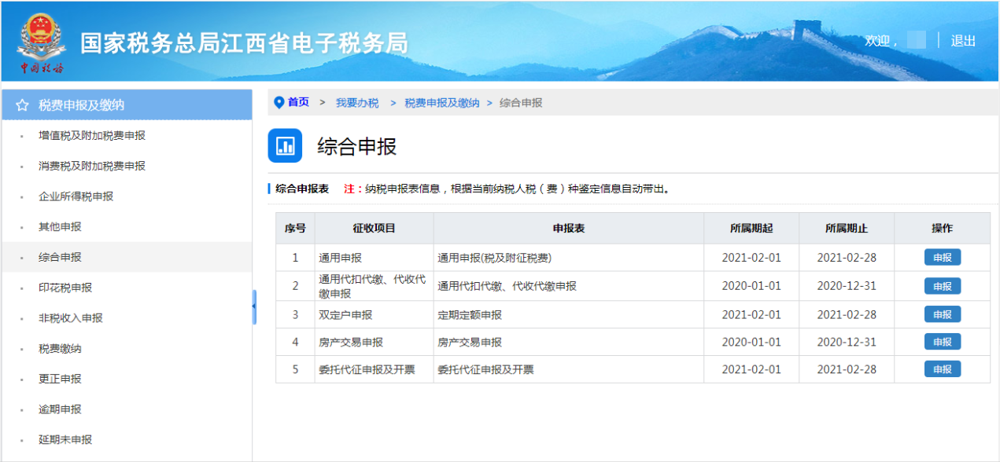 国家税务总局江西省电子税务局
中国税务
欢迎， | 退出
税费申报及缴纳
增值税及附加税费申报
消费税及附加税费申报
企业所得税申报
其他申报
综合申报
印花税申报
非税收入申报
税费缴纳
更正申报
逾期申报
延期未申报
首页 > 我要办税 > 税费申报及缴纳 > 综合申报
综合申报
综合申报表 注：纳税申报表信息，根据当前纳税人税（费）种鉴定信息自动带出。
序号 征收项目 申报表 所属期起 所属期止 操作
1 通用申报 通用申报(税及附征税费) 2021-02-01 2021-02-28 申报
2 通用代扣代缴、代收代 通用代扣代缴、代收代缴申报 2020-01-01 2020-12-31 申报
缴申报
3 双定户申报 定期定额申报 2021-02-01 2021-02-28 申报
4 房产交易申报 房产交易申报 2020-01-01 2020-12-31 申报
5 委托代征申报及开票 委托代征申报及开票 2021-02-01 2021-02-28 申报